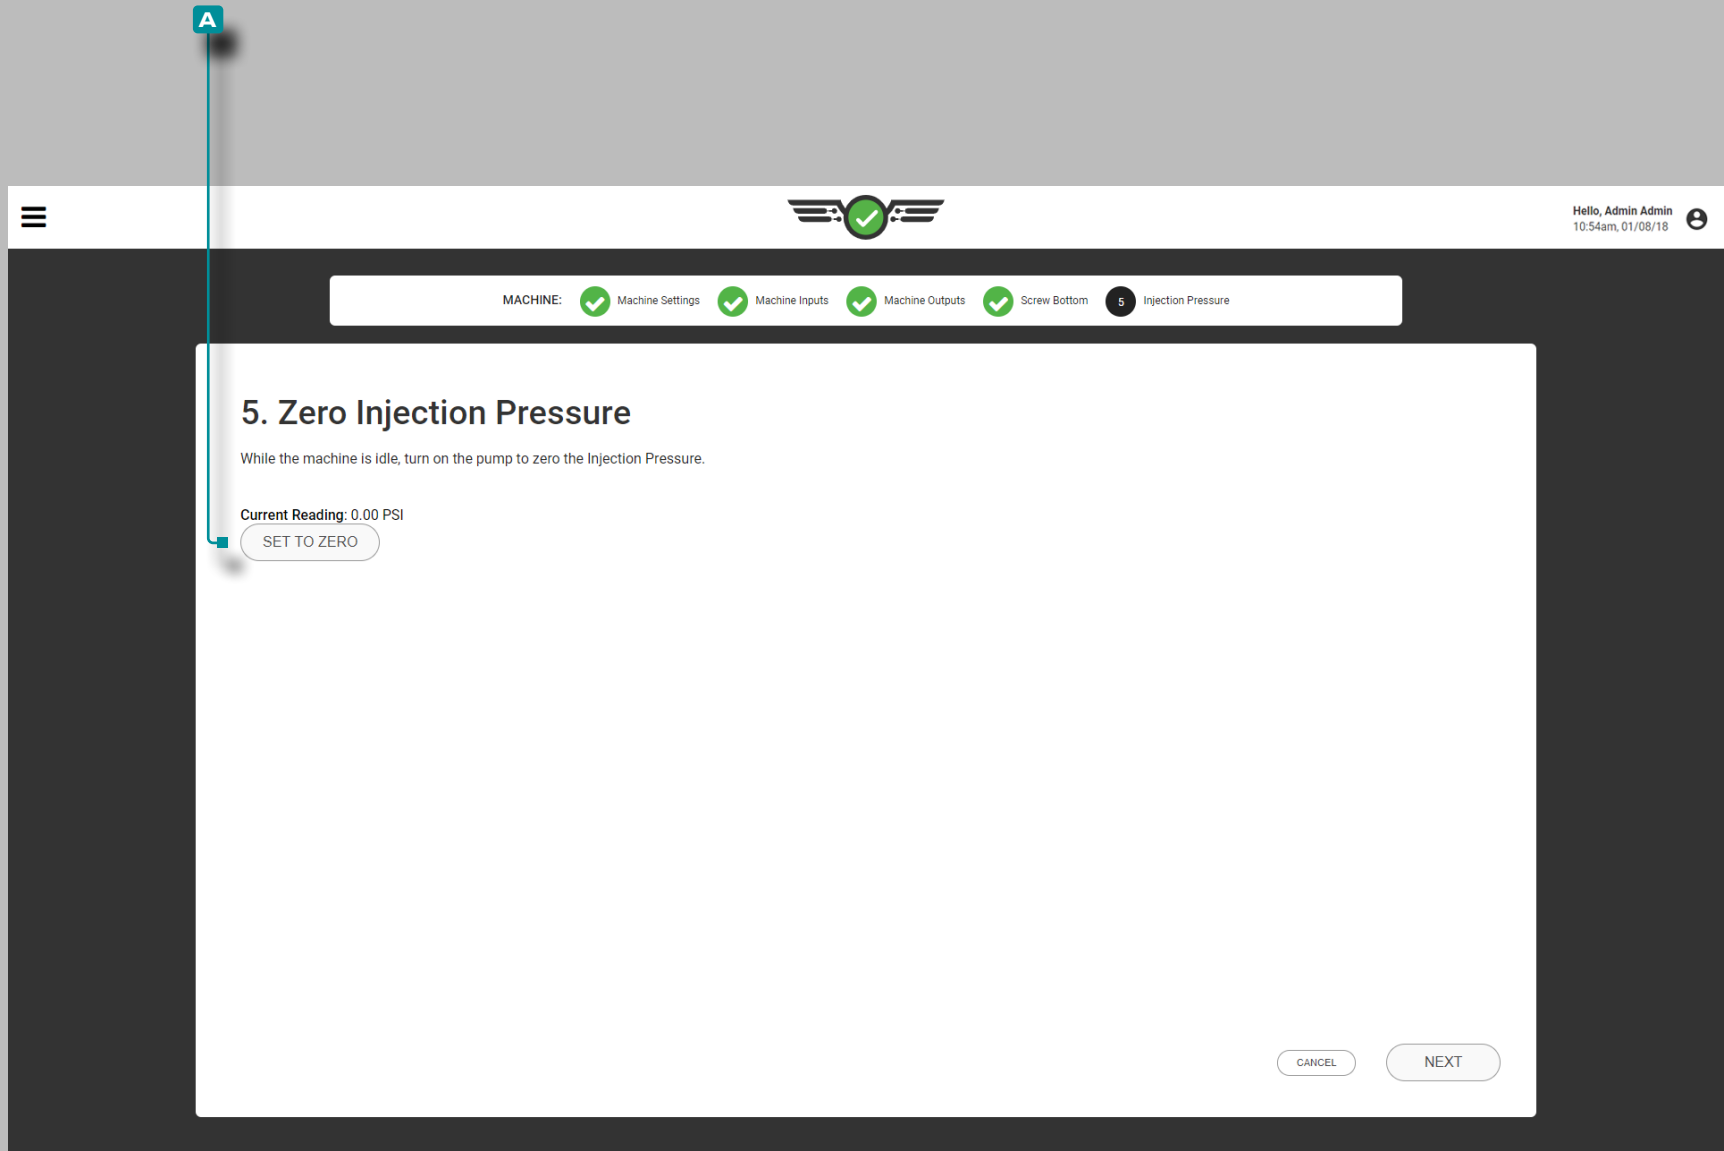 A
Hello, Admin Admin
10:54am, 01/08/18
MACHINE: Machine Settings Machine Inputs Machine Outputs Screw Bottom 5 Injection Pressure
5. Zero Injection Pressure
While the machine is idle, turn on the pump to zero the Injection Pressure.
Current Reading: 0.00 PSI
SET TO ZERO
CANCEL NEXT